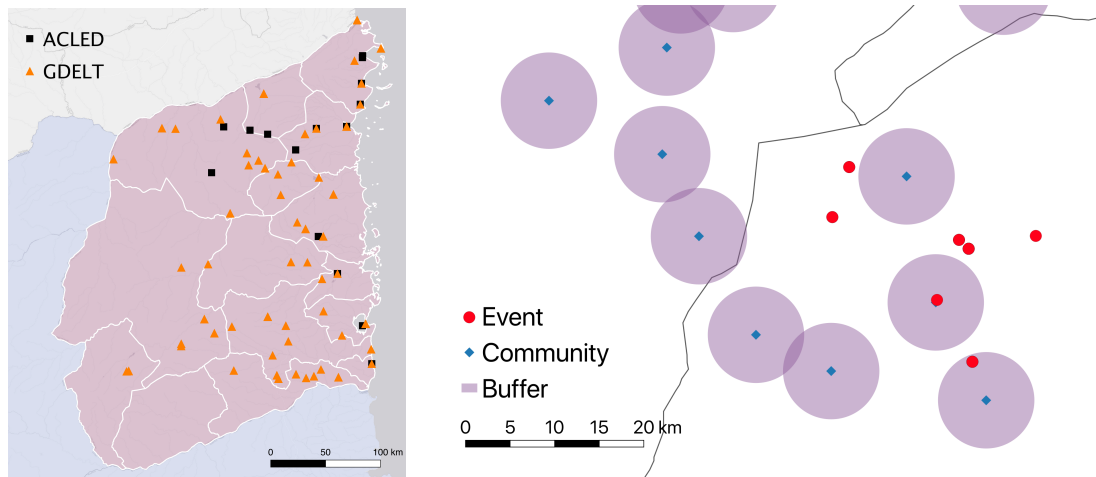 ACLED
GDELT
0 50 100 km
Event
Community
Buffer
0 5 10 15 20 km